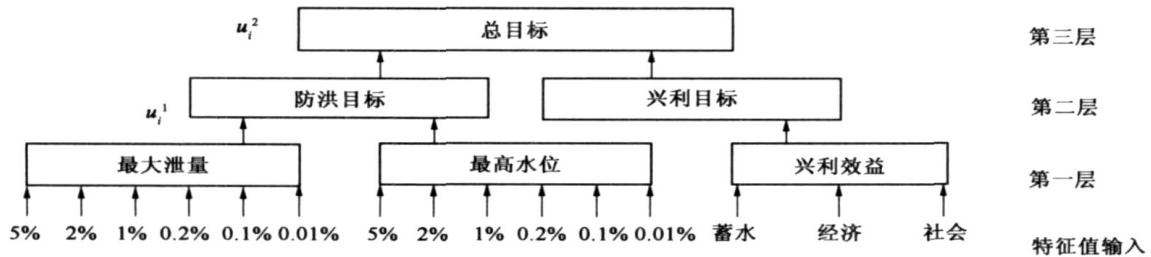 u_i^2 总目标 第三层
u_i^1 防洪目标 兴利目标 第二层
最大泄量 最高水位 兴利效益 第一层
5% 2% 1% 0.2% 0.1% 0.01% 5% 2% 1% 0.2% 0.1% 0.01% 蓄水 经济 社会 特征值输入